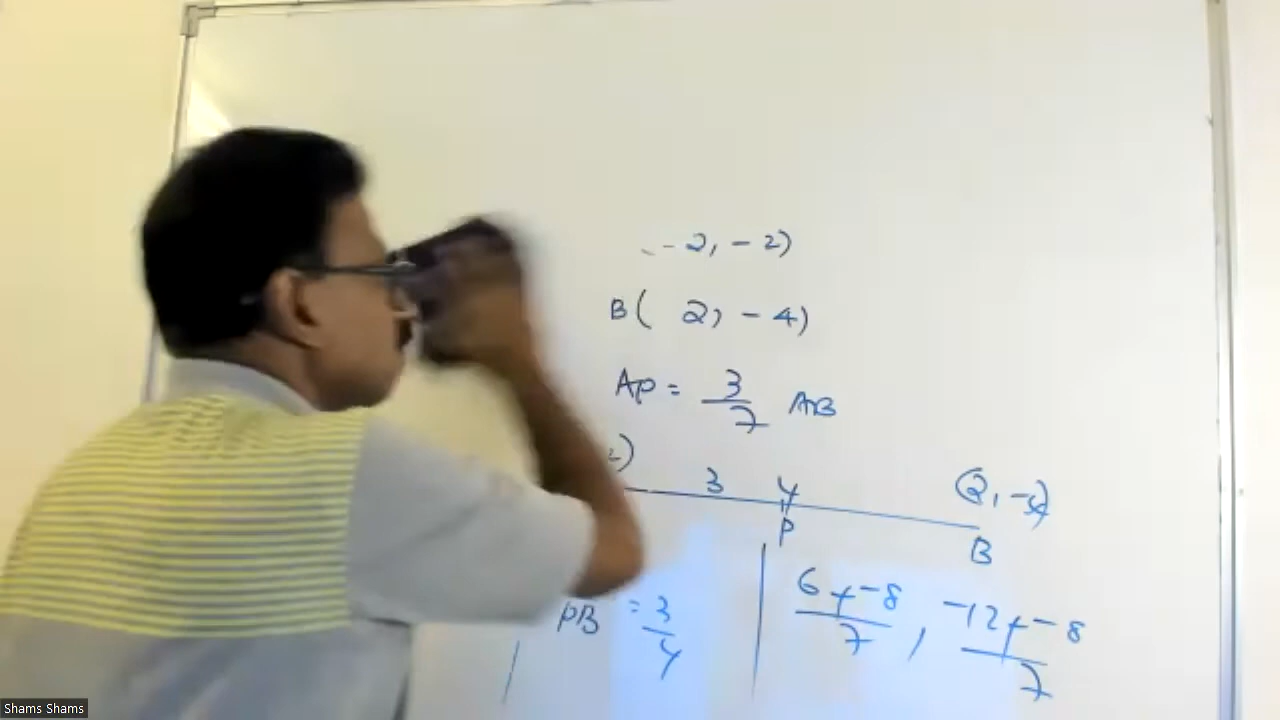 - 2, - 2)
B( 2, - 4)
AP = 3/7 AB
2) 3 4 (2, -4)
P B
PB = 3/4 | 6 + -8 / 7 , -12 + -8 / 7
Shams Shams